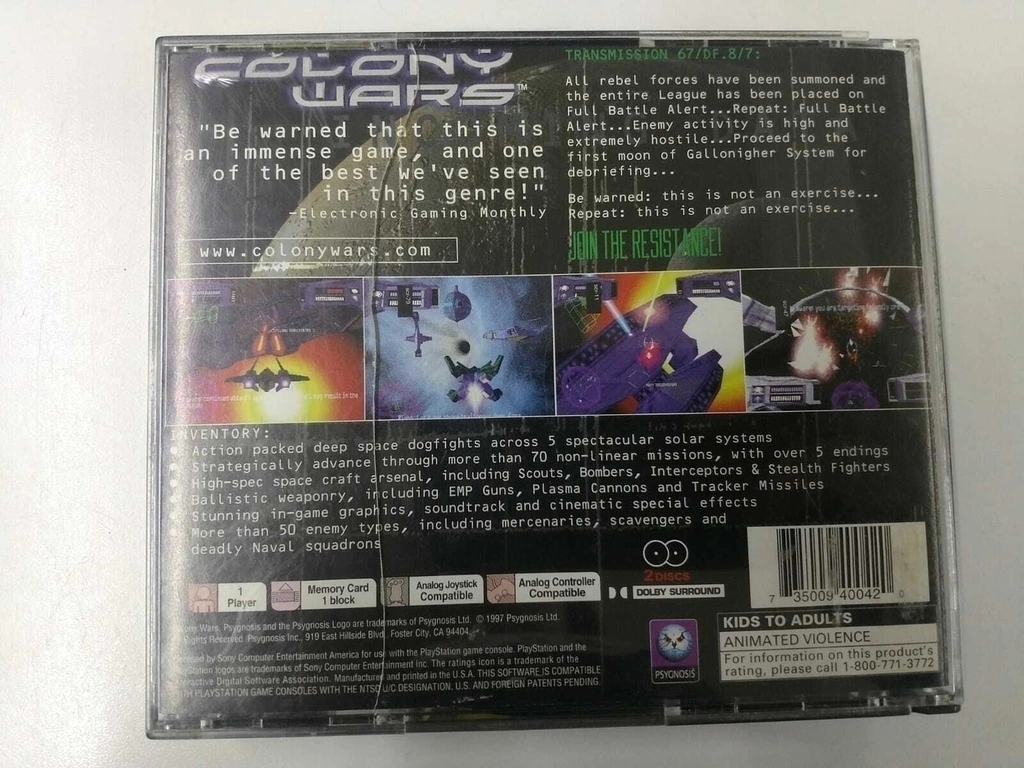 COLONY
WARS™
"Be warned that this is
an immense game, and one
of the best we've seen
in this genre!"
-Electronic Gaming Monthly
www.colonywars.com
TRANSMISSION 67/DF.8/7:
All rebel forces have been summoned and
the entire League has been placed on
Full Battle Alert...Repeat: Full Battle
Alert...Enemy activity is high and
extremely hostile...Proceed to the
first moon of Gallonigher System for
debriefing...
Be warned: this is not an exercise...
Repeat: this is not an exercise...
JOIN THE RESISTANCE!
INVENTORY:
• Action packed deep space dogfights across 5 spectacular solar systems
• Strategically advance through more than 70 non-linear missions, with over 5 endings
• High-spec space craft arsenal, including Scouts, Bombers, Interceptors & Stealth Fighters
• Ballistic weaponry, including EMP Guns, Plasma Cannons and Tracker Missiles
• Stunning in-game graphics, soundtrack and cinematic special effects
• More than 50 enemy types, including mercenaries, scavengers and
deadly Naval squadrons
1
Player
Memory Card
1 block
Analog Joystick
Compatible
Analog Controller
Compatible
2 DISCS
DOLBY SURROUND
7 35009 40042 0
Wars, Psygnosis and the Psygnosis Logo are trademarks of Psygnosis Ltd. © 1997 Psygnosis Ltd.
Rights Reserved. Psygnosis Inc., 919 East Hillside Blvd, Foster City, CA 94404.
by Sony Computer Entertainment America for use with the PlayStation game console. PlayStation and the
logos are trademarks of Sony Computer Entertainment Inc. The ratings icon is a trademark of the
Digital Software Association. Manufactured and printed in the U.S.A. THIS SOFTWARE IS COMPATIBLE
PLAYSTATION GAME CONSOLES WITH THE NTSC U/C DESIGNATION. U.S. AND FOREIGN PATENTS PENDING.
PSYGNOSIS
KIDS TO ADULTS
ANIMATED VIOLENCE
For information on this product's
rating, please call 1-800-771-3772